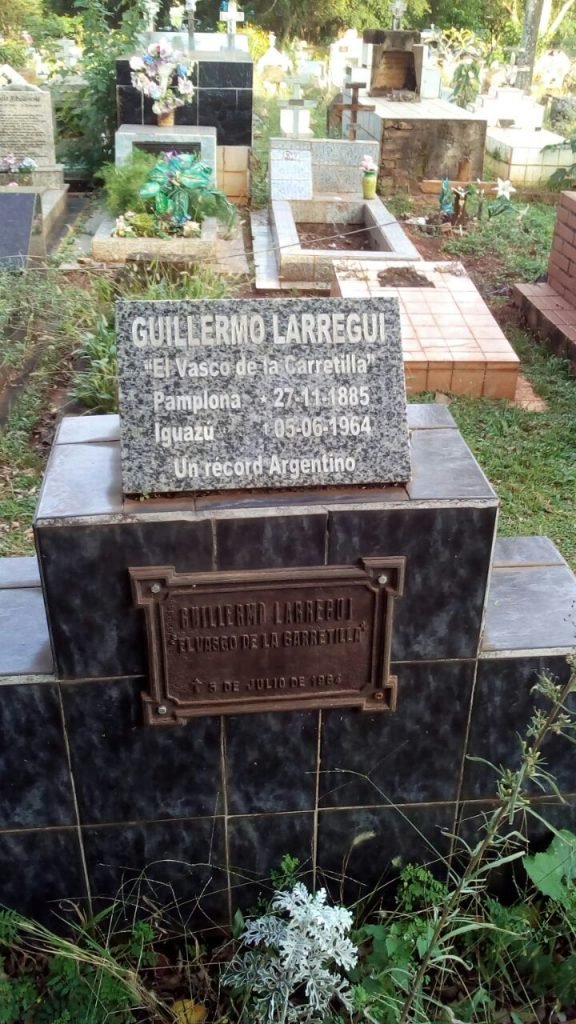 GUILLERMO LARREGUI
"El Vasco de la Carretilla"
Pamplona * 27-11-1885
Iguazú † 05-06-1964
Un record Argentino
GUILLERMO LARREGUI
"EL VASCO DE LA CARRETILLA"
† 5 DE JULIO DE 1964